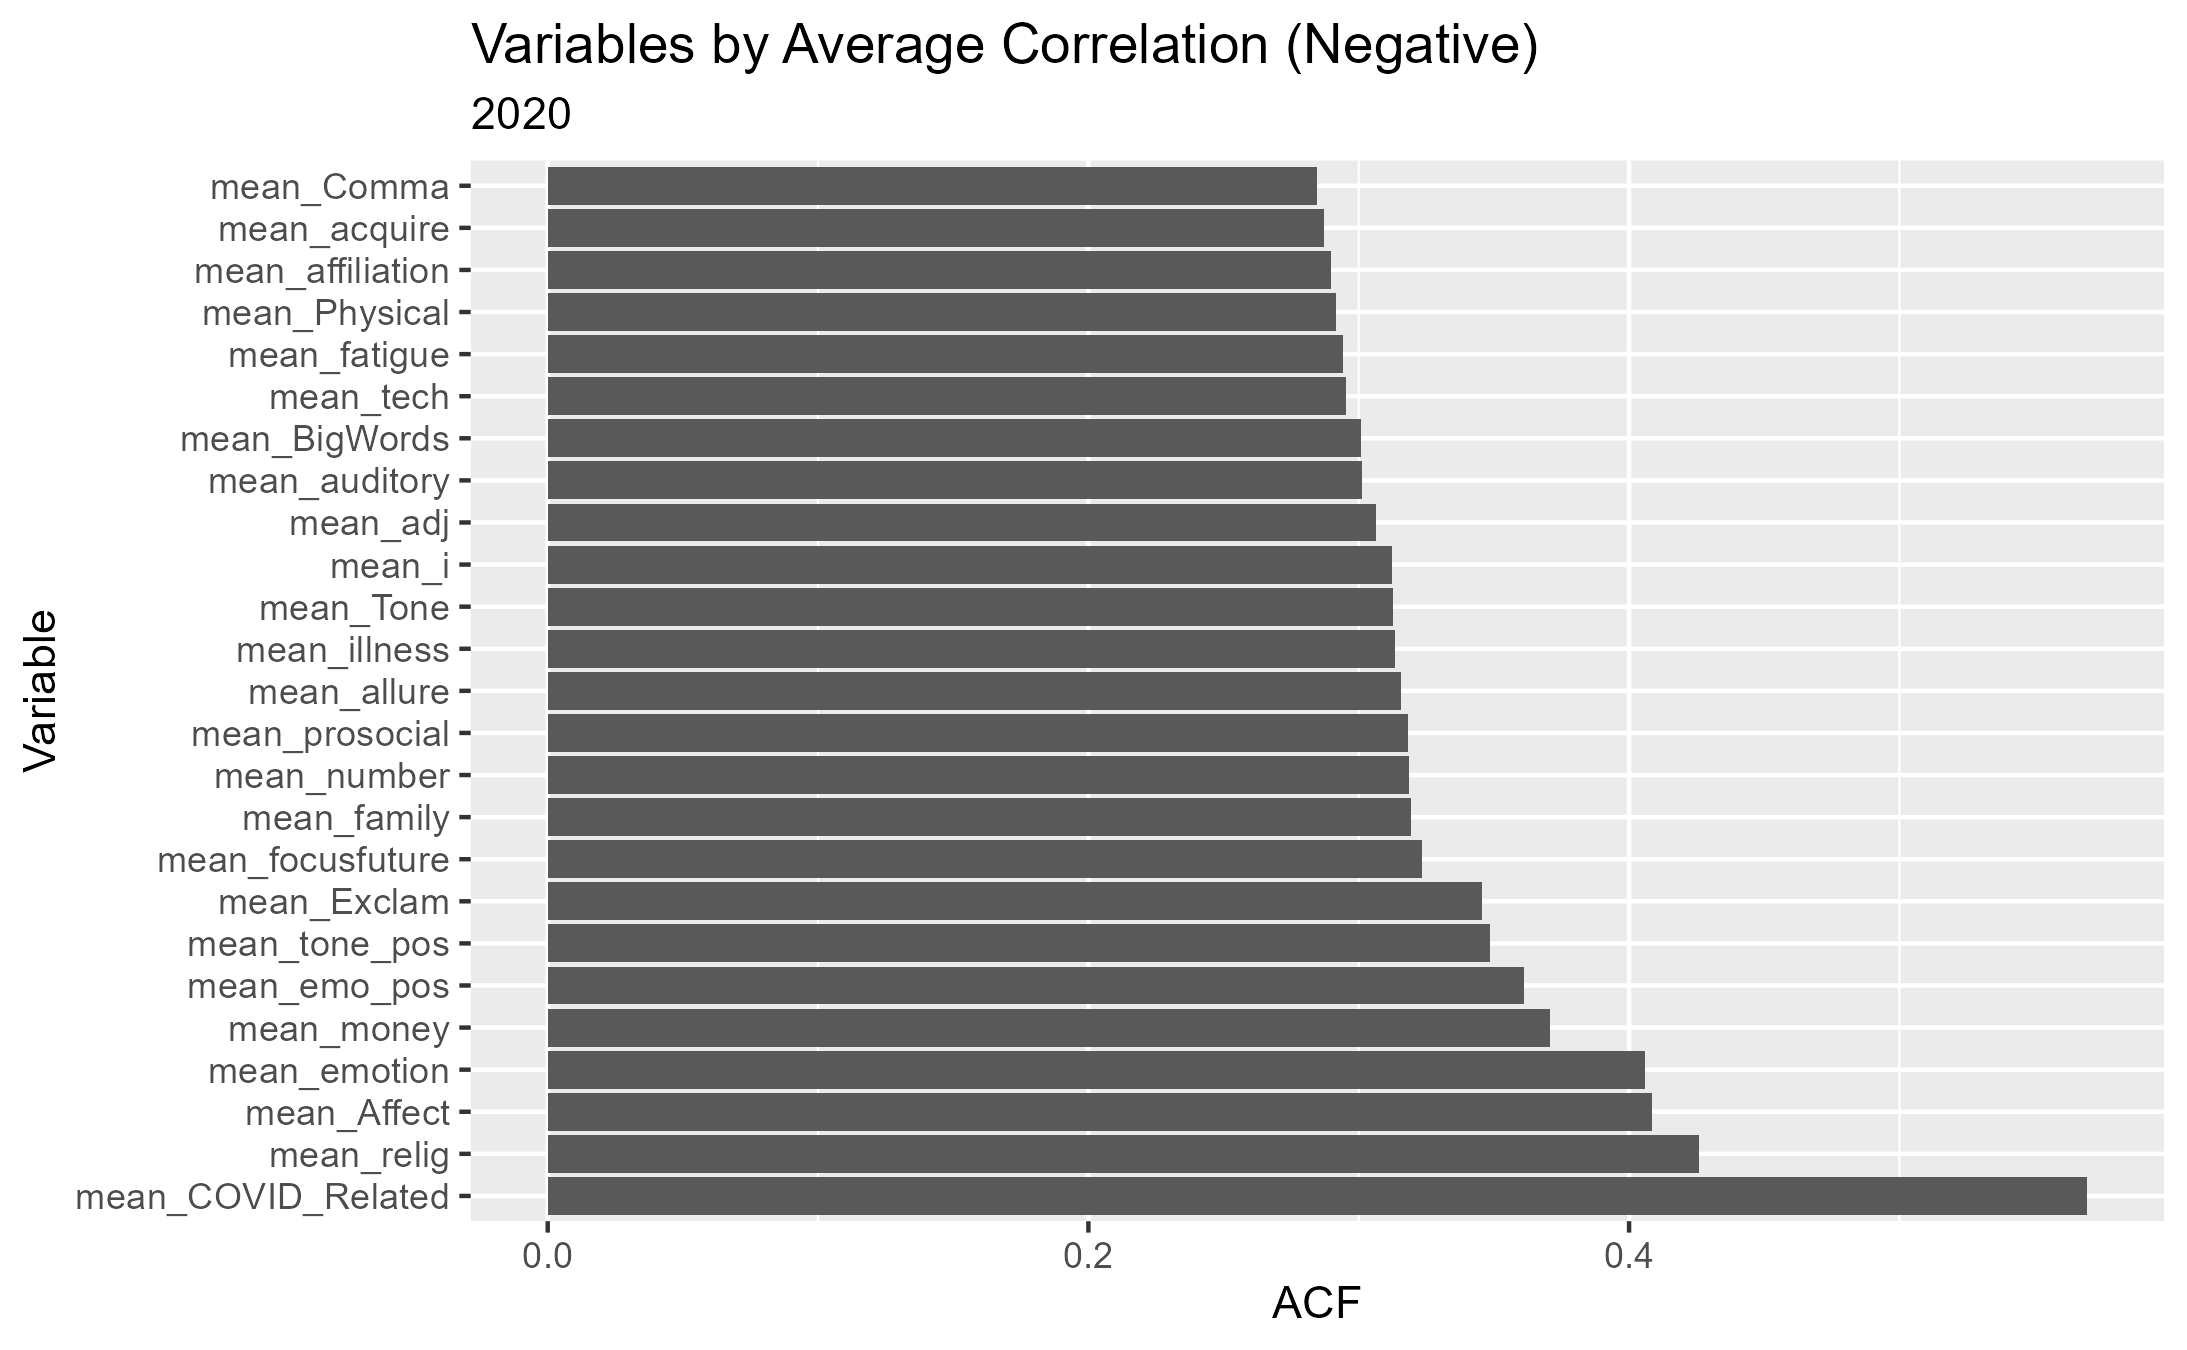 Variables by Average Correlation (Negative)
2020
Variable
mean_Comma
mean_acquire
mean_affiliation
mean_Physical
mean_fatigue
mean_tech
mean_BigWords
mean_auditory
mean_adj
mean_i
mean_Tone
mean_illness
mean_allure
mean_prosocial
mean_number
mean_family
mean_focusfuture
mean_Exclam
mean_tone_pos
mean_emo_pos
mean_money
mean_emotion
mean_Affect
mean_relig
mean_COVID_Related
0.0 0.2 0.4
ACF